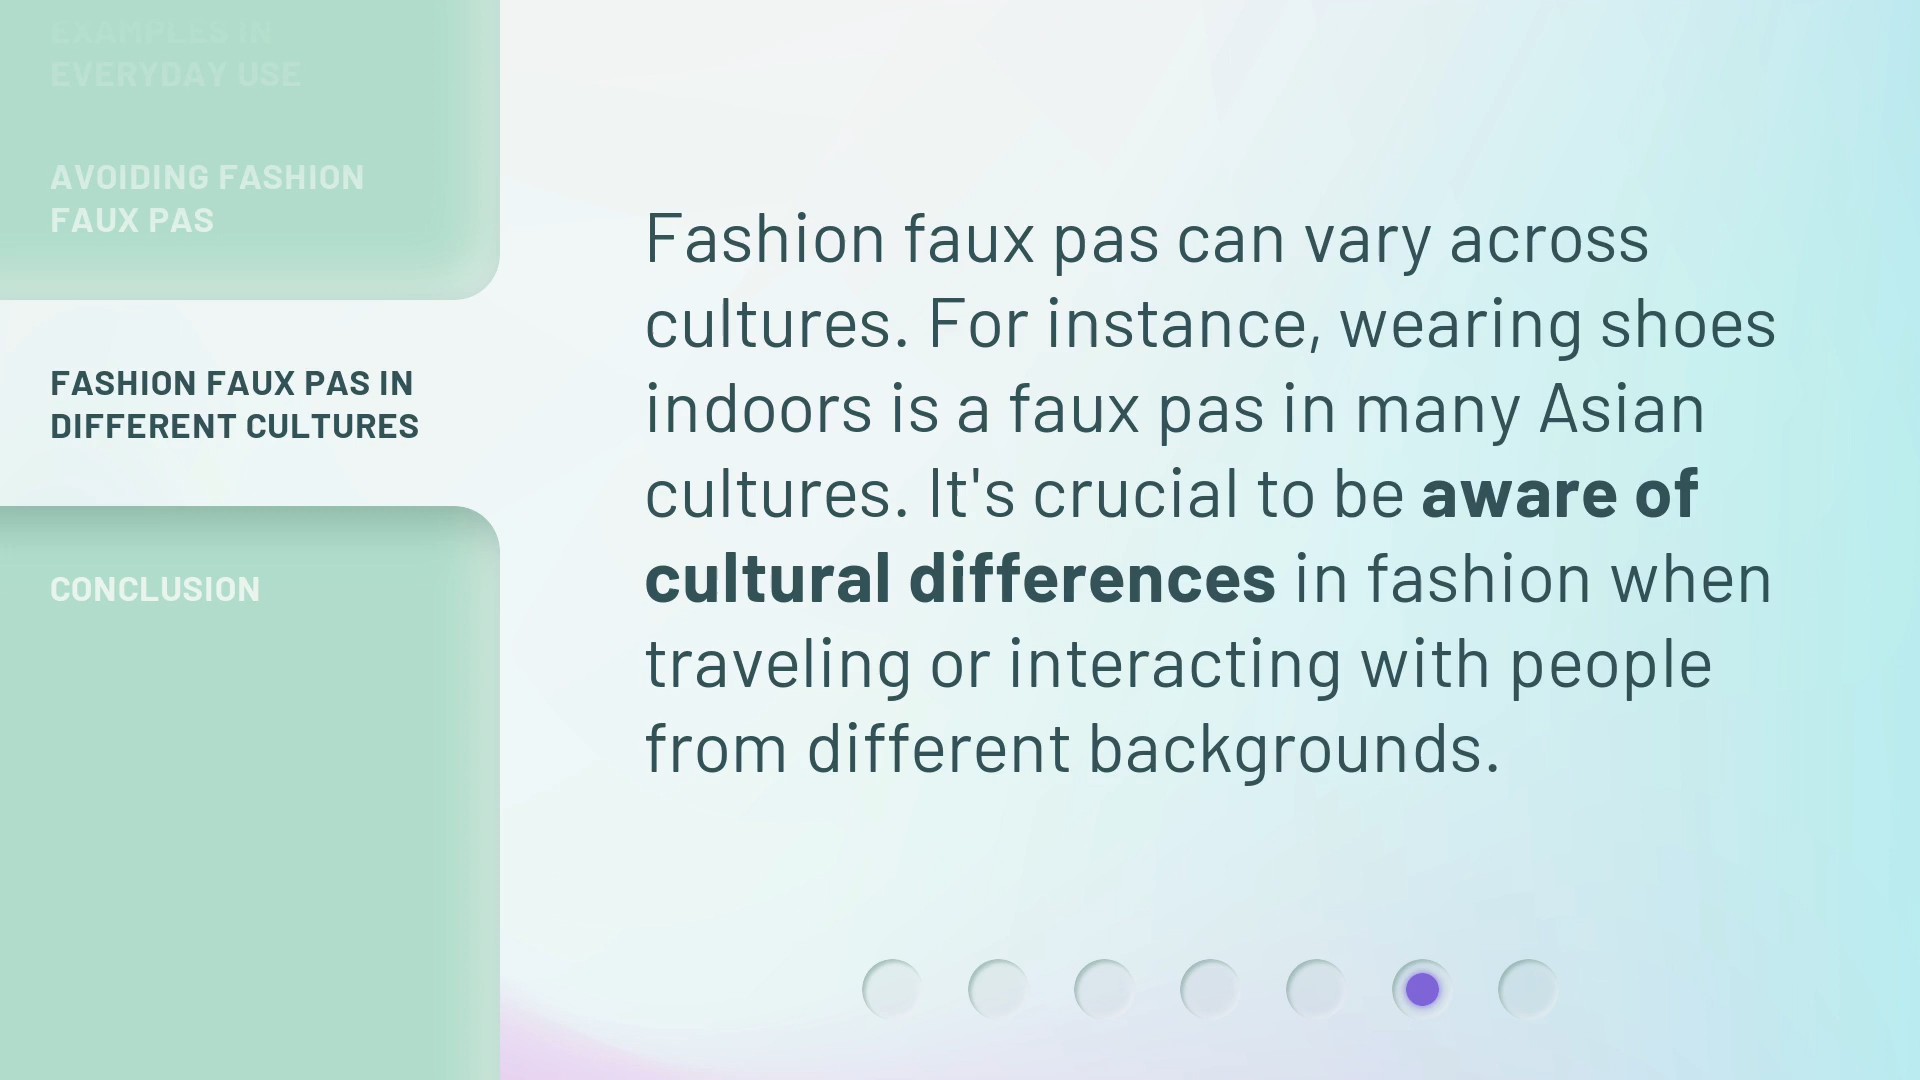 EXAMPLES IN
EVERYDAY USE
AVOIDING FASHION
FAUX PAS
FASHION FAUX PAS IN
DIFFERENT CULTURES
CONCLUSION
Fashion faux pas can vary across
cultures. For instance, wearing shoes
indoors is a faux pas in many Asian
cultures. It's crucial to be aware of
cultural differences in fashion when
traveling or interacting with people
from different backgrounds.